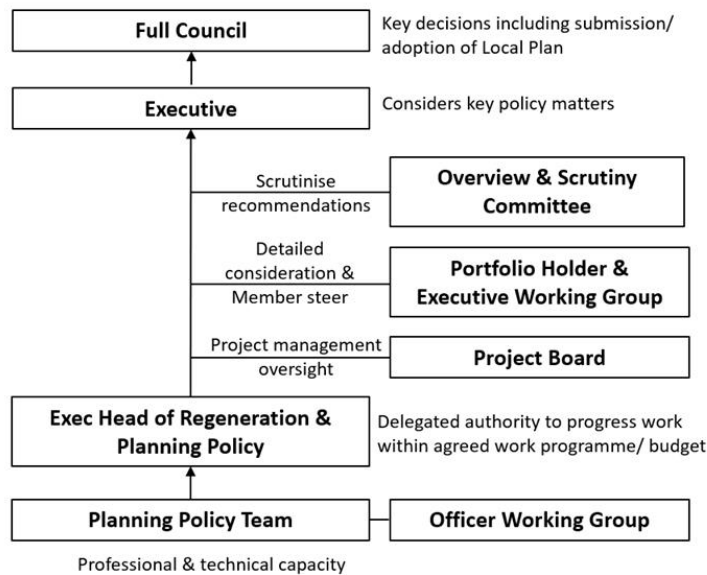 Full Council
Key decisions including submission/
adoption of Local Plan
Executive
Considers key policy matters
Scrutinise
recommendations
Overview & Scrutiny
Committee
Detailed
consideration &
Member steer
Portfolio Holder &
Executive Working Group
Project management
oversight
Project Board
Exec Head of Regeneration &
Planning Policy
Delegated authority to progress work
within agreed work programme/ budget
Planning Policy Team
Officer Working Group
Professional & technical capacity